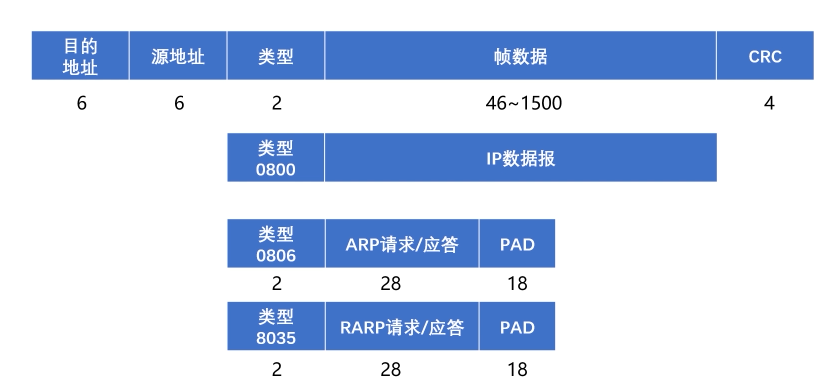 目的
地址
源地址
类型
帧数据
CRC
6
6
2
46~1500
4
类型
0800
IP数据报
类型
0806
ARP请求/应答
PAD
2
28
18
类型
8035
RARP请求/应答
PAD
2
28
18